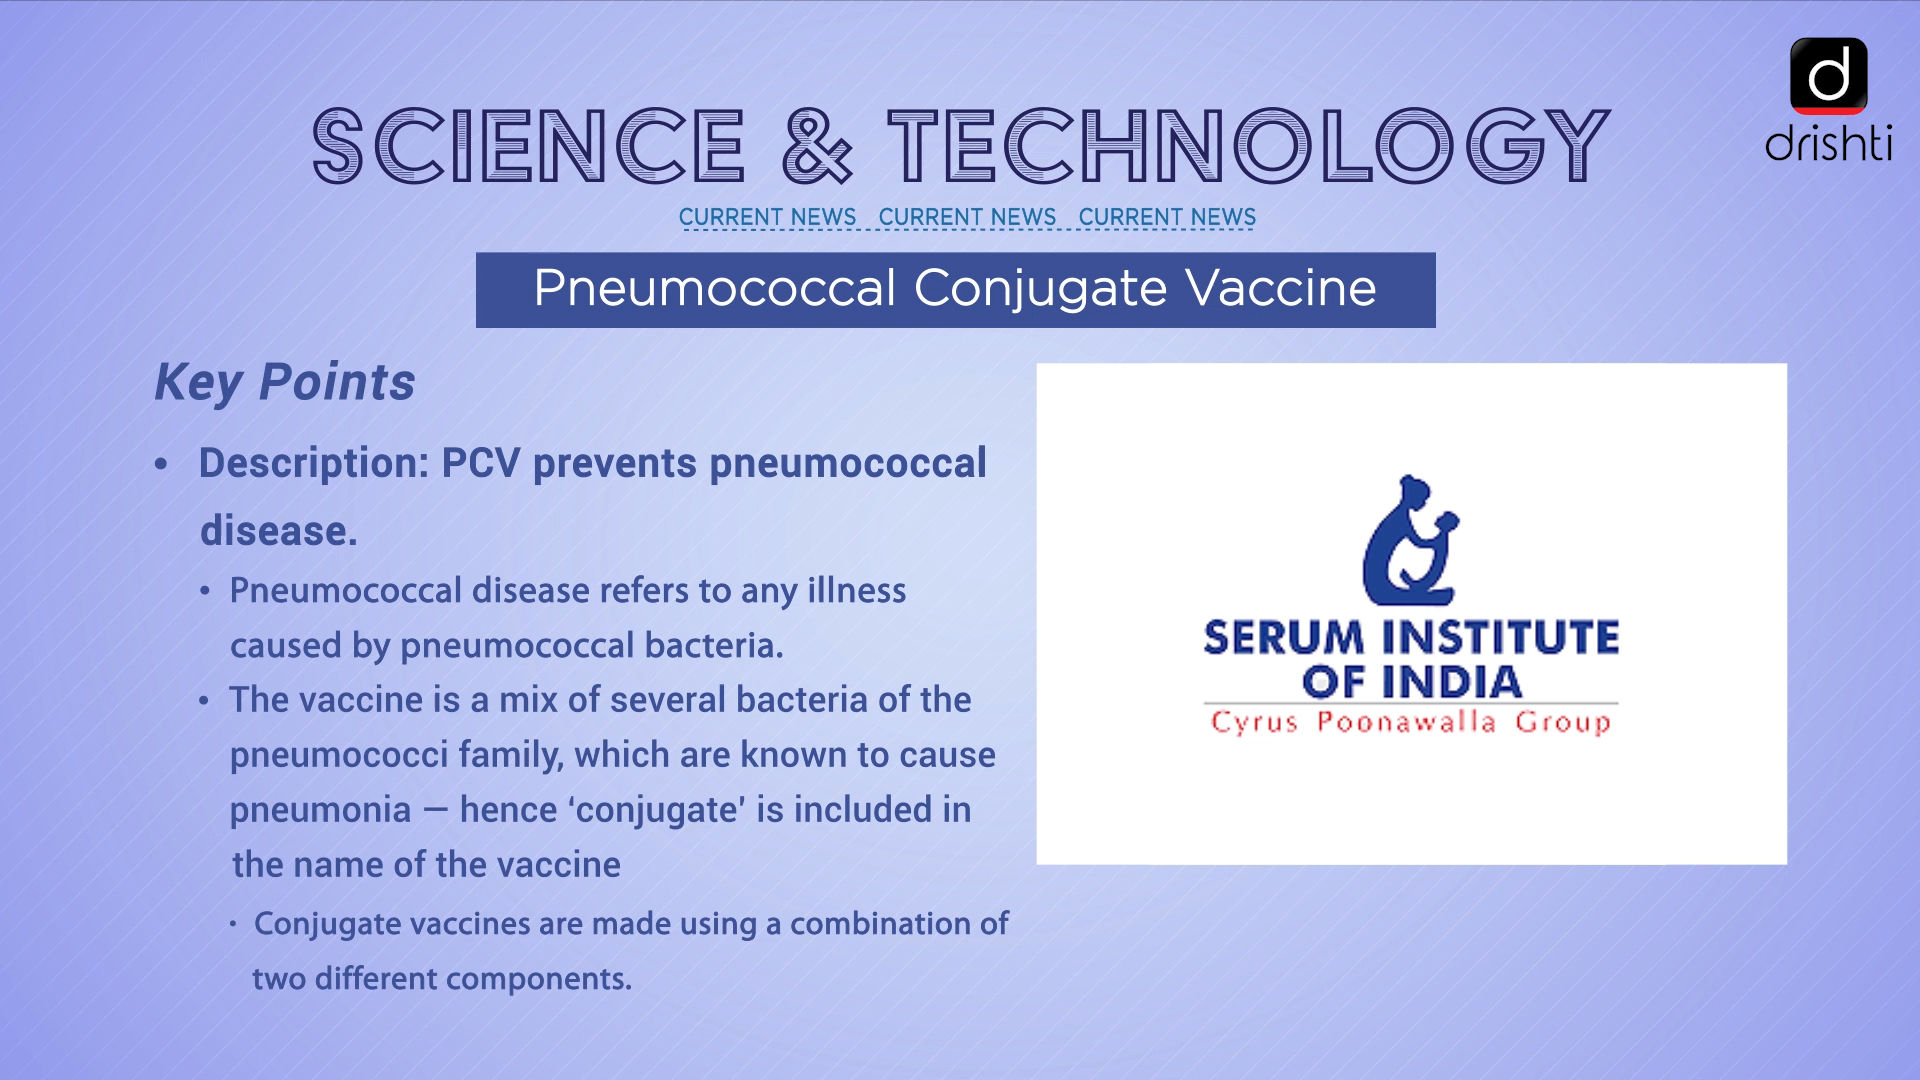 d
drishti
SCIENCE & TECHNOLOGY
CURRENT NEWS CURRENT NEWS CURRENT NEWS
Pneumococcal Conjugate Vaccine
Key Points
• Description: PCV prevents pneumococcal
disease.
• Pneumococcal disease refers to any illness
caused by pneumococcal bacteria.
• The vaccine is a mix of several bacteria of the
pneumococci family, which are known to cause
pneumonia – hence ‘conjugate’ is included in
the name of the vaccine
• Conjugate vaccines are made using a combination of
two different components.
SERUM INSTITUTE
OF INDIA
Cyrus Poonawalla Group